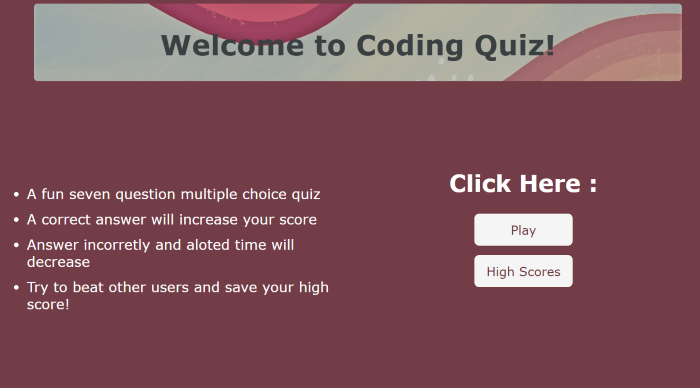 Welcome to Coding Quiz!
• A fun seven question multiple choice quiz
• A correct answer will increase your score
• Answer incorretly and aloted time will
decrease
• Try to beat other users and save your high
score!
Click Here :
Play
High Scores